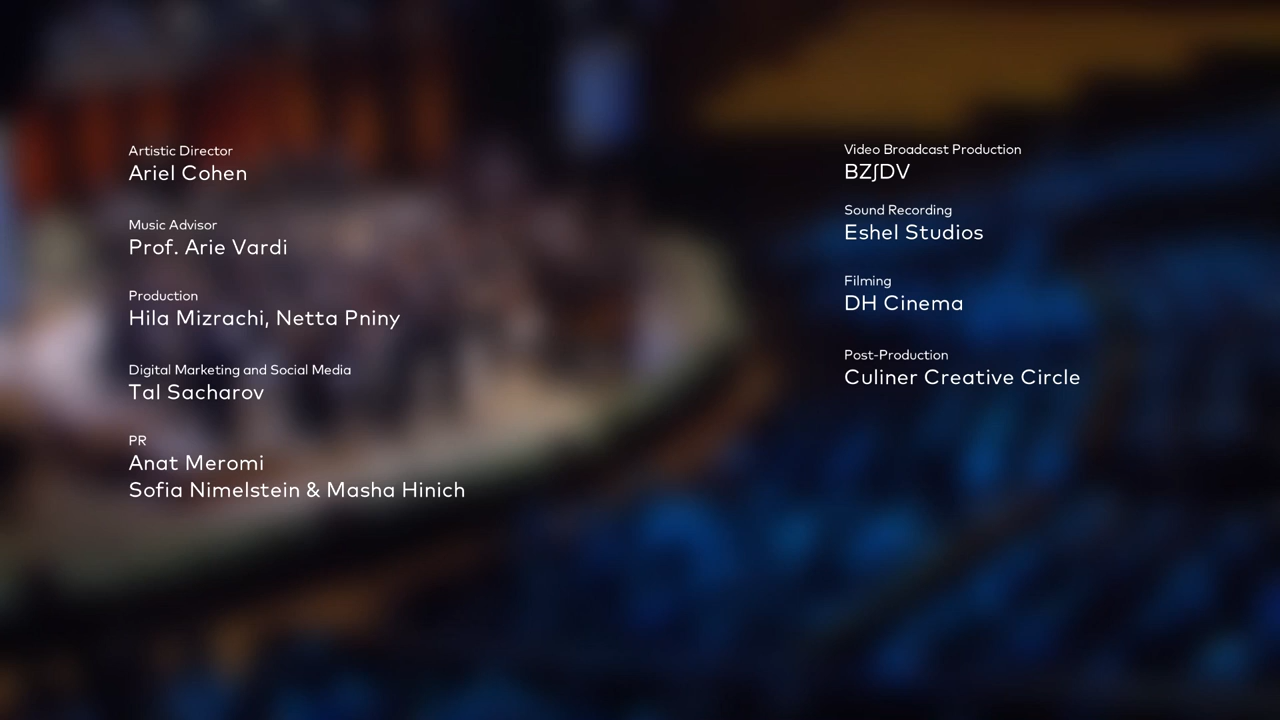 Artistic Director
Ariel Cohen
Music Advisor
Prof. Arie Vardi
Production
Hila Mizrachi, Netta Pniny
Digital Marketing and Social Media
Tal Sacharov
PR
Anat Meromi
Sofia Nimelstein & Masha Hinich
Video Broadcast Production
BZ∫DV
Sound Recording
Eshel Studios
Filming
DH Cinema
Post-Production
Culiner Creative Circle